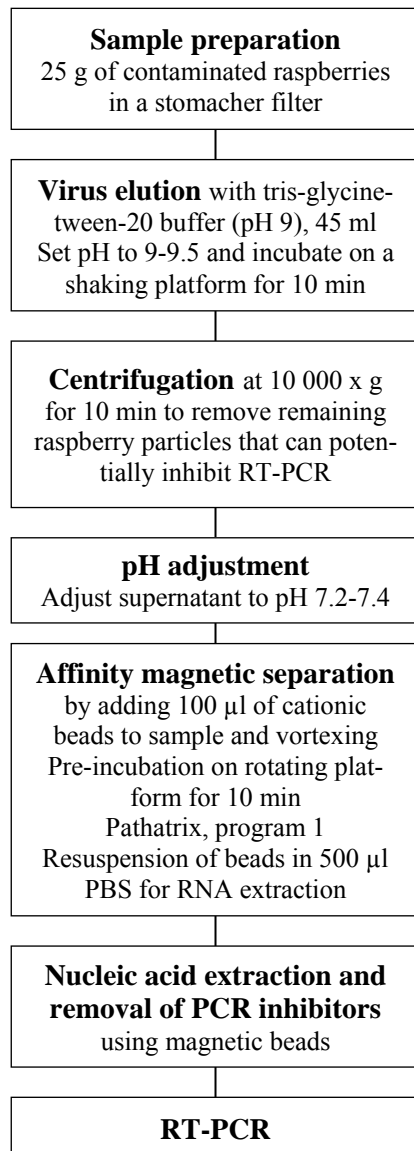 Sample preparation
25 g of contaminated raspberries
in a stomacher filter
Virus elution with tris-glycine-
tween-20 buffer (pH 9), 45 ml
Set pH to 9-9.5 and incubate on a
shaking platform for 10 min
Centrifugation at 10 000 x g
for 10 min to remove remaining
raspberry particles that can poten-
tially inhibit RT-PCR
pH adjustment
Adjust supernatant to pH 7.2-7.4
Affinity magnetic separation
by adding 100 µl of cationic
beads to sample and vortexing
Pre-incubation on rotating plat-
form for 10 min
Pathatrix, program 1
Resuspension of beads in 500 µl
PBS for RNA extraction
Nucleic acid extraction and
removal of PCR inhibitors
using magnetic beads
RT-PCR